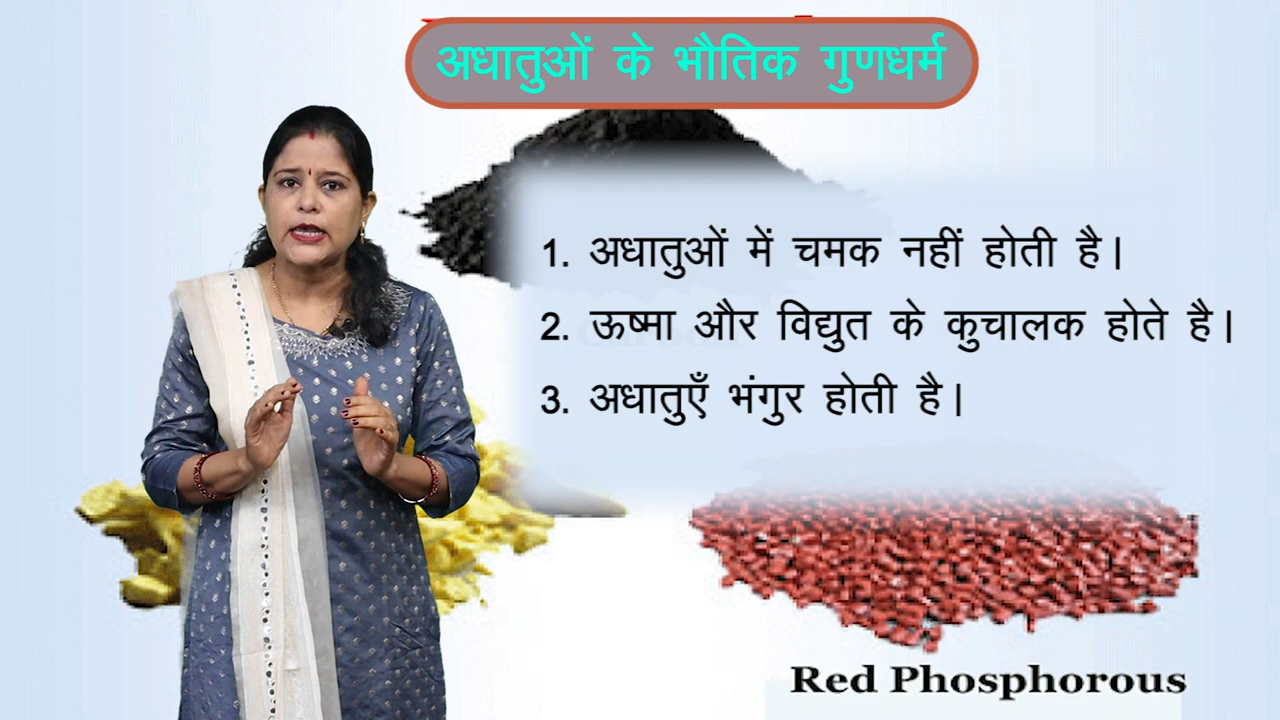 अधातुओं के भौतिक गुणधर्म
1. अधातुओं में चमक नहीं होती है।
2. ऊष्मा और विद्युत के कुचालक होते है।
3. अधातुएँ भंगुर होती है।
Red Phosphorous